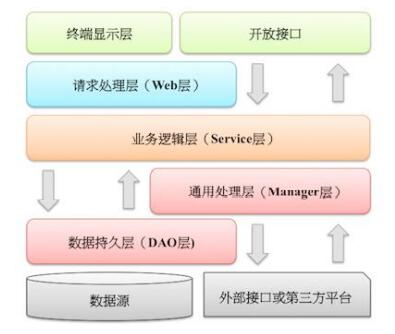 终端显示层
开放接口
请求处理层（Web层）
业务逻辑层（Service层）
通用处理层（Manager层）
数据持久层（DAO层)
数据源
外部接口或第三方平台